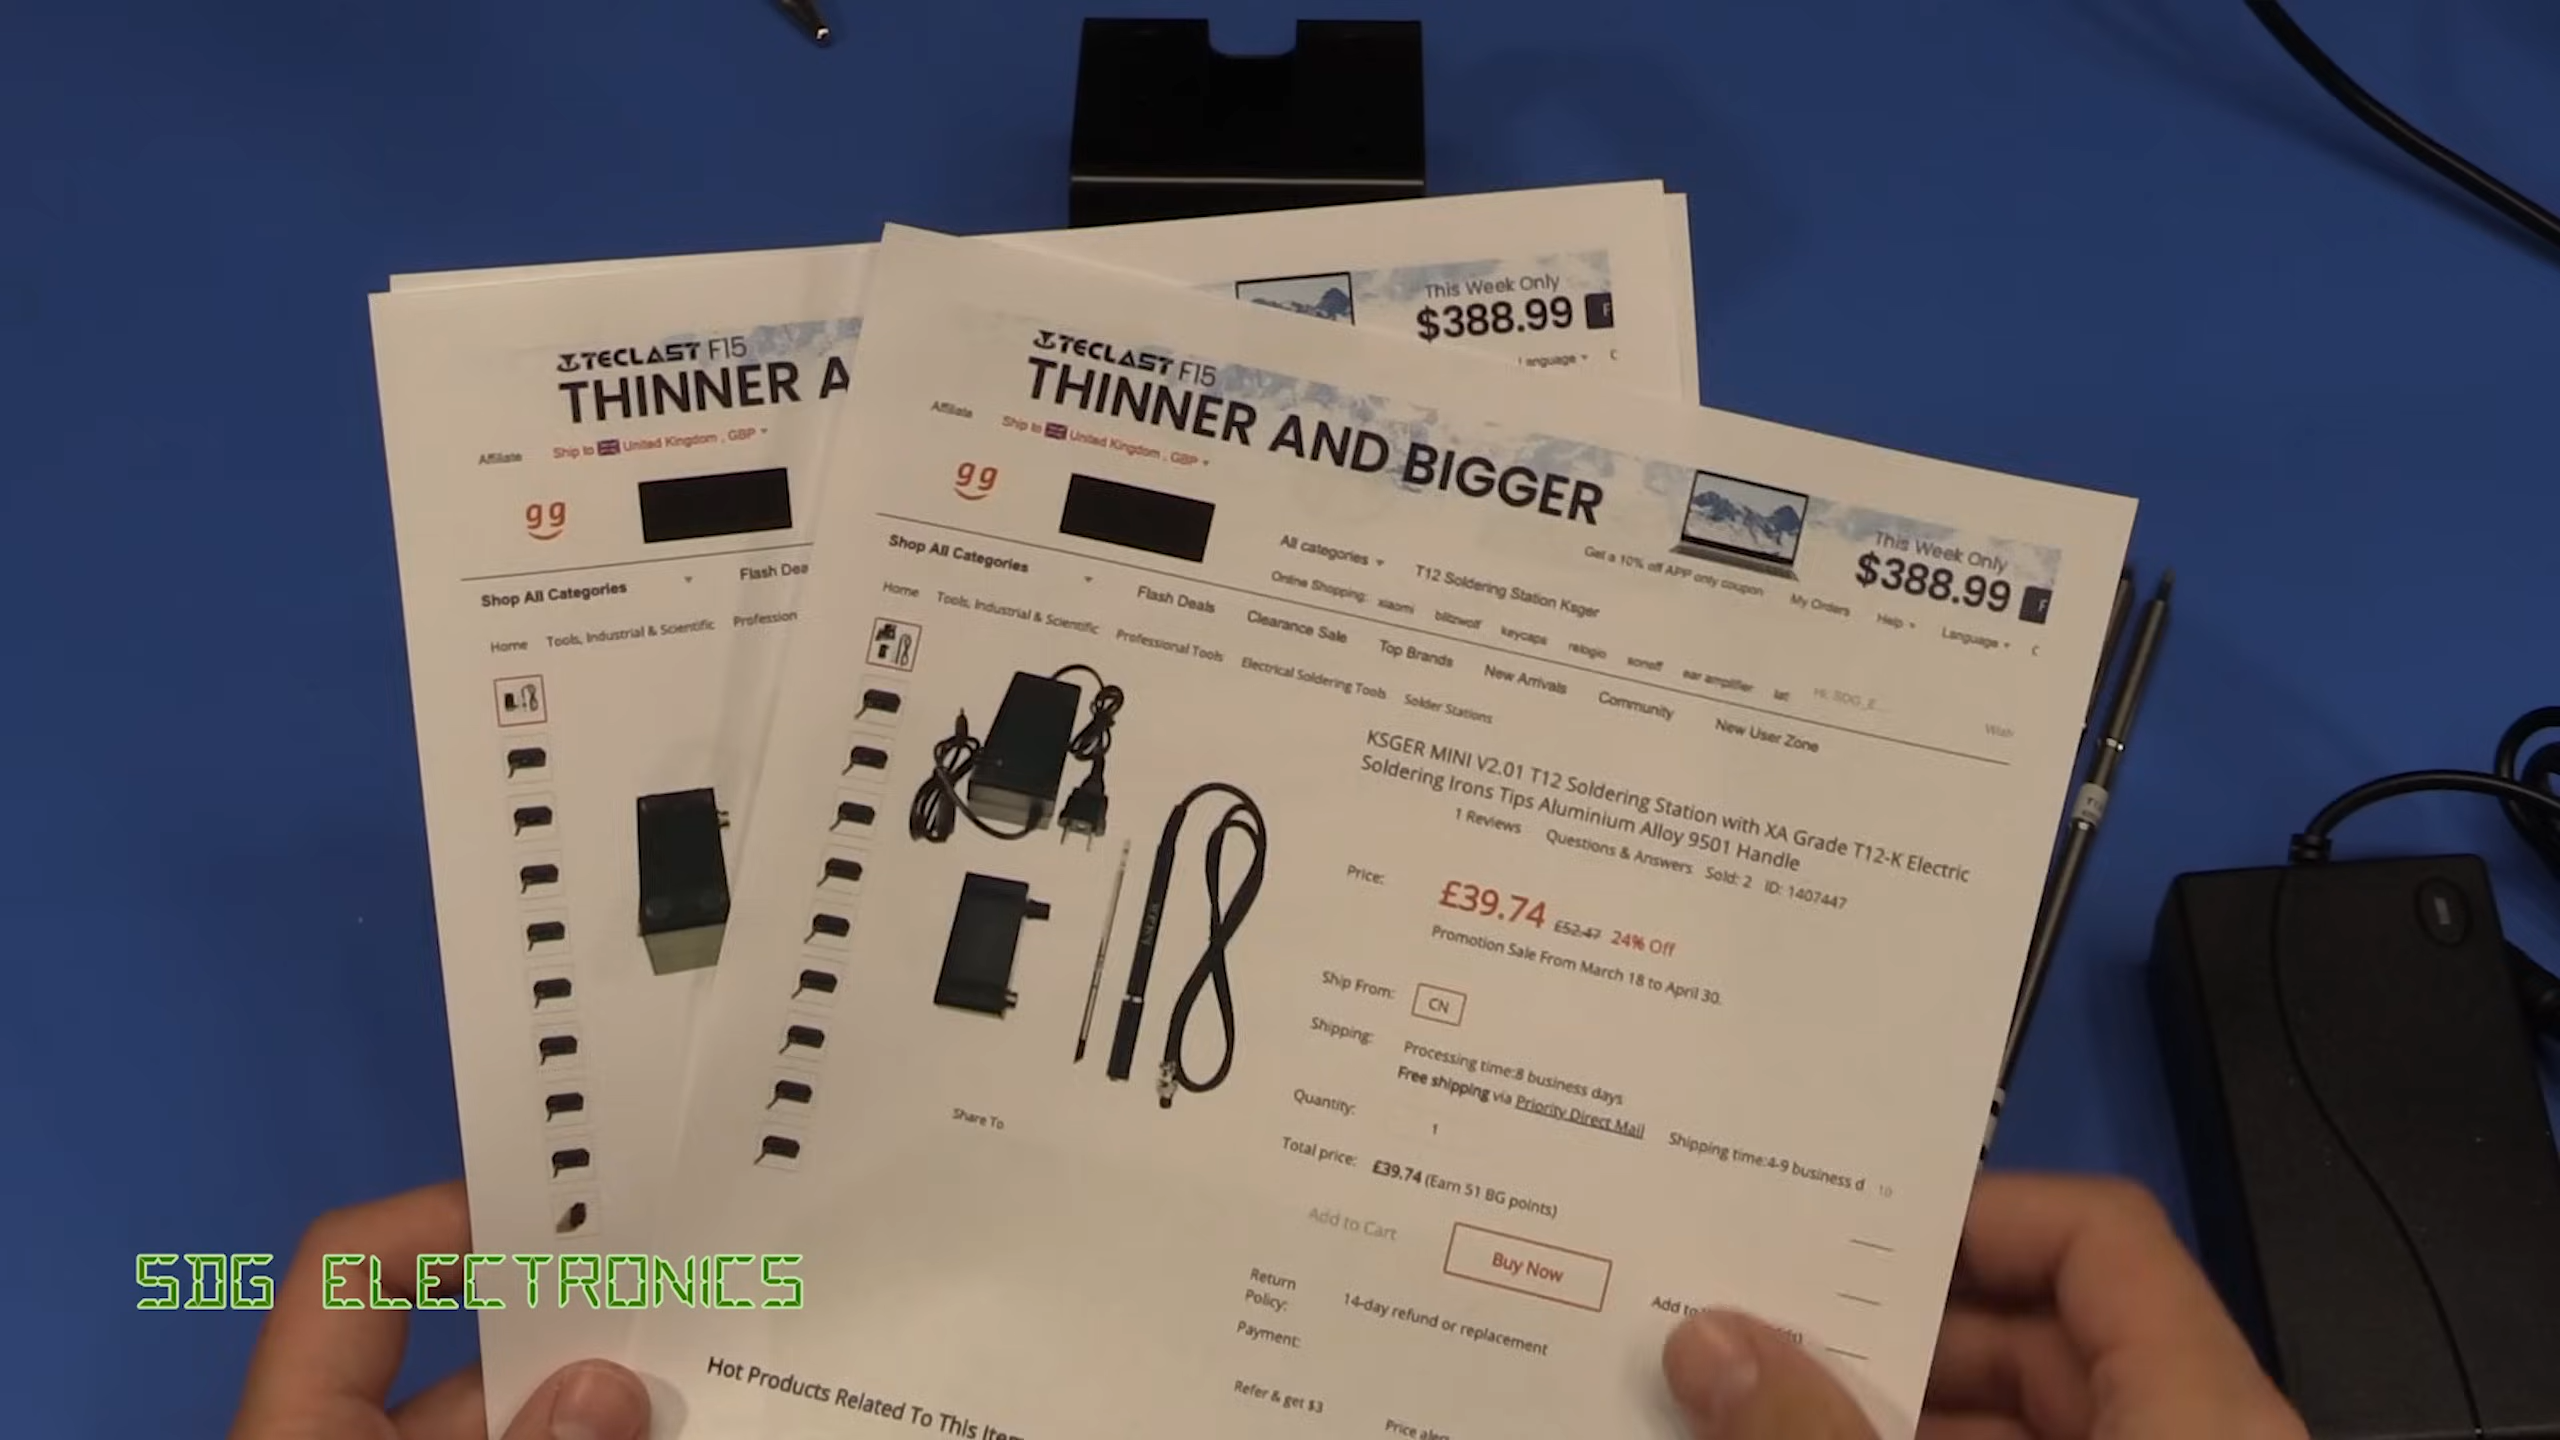 This Week Only
$388.99
F
TECLAST F15
THINNER A
Affiliate Ship to United Kingdom , GBP
gg
Shop All Categories Flash Dea
Home Tools, Industrial & Scientific Profession
TECLAST F15
THINNER AND BIGGER
This Week Only
$388.99
F
Affiliate Ship to United Kingdom , GBP
Get a 10% off APP only coupon My Orders Help Language C
gg
All categories T12 Soldering Station Ksger
Online Shopping: xiaomi blitzwolf keycaps relogio sonoff ear amplifier lat Hi, SDG_E...
Wish
Shop All Categories Flash Deals Clearance Sale Top Brands New Arrivals Community New User Zone
Home Tools, Industrial & Scientific Professional Tools Electrical Soldering Tools Solder Stations
KSGER MINI V2.01 T12 Soldering Station with XA Grade T12-K Electric
Soldering Irons Tips Aluminium Alloy 9501 Handle
1 Reviews Questions & Answers Sold: 2 ID: 1407447
Price: £39.74 £52.47 24% Off
Promotion Sale From March 18 to April 30.
Ship From: CN
Shipping: Processing time:8 business days
Free shipping via Priority Direct Mail Shipping time:4-9 business d
Quantity: 1
Total price: £39.74 (Earn 51 BG points)
Share To
Add to Cart Buy Now Add to
Return
Policy: 14-day refund or replacement
Payment:
Refer & get $3
Hot Products Related To This Item
SDG ELECTRONICS